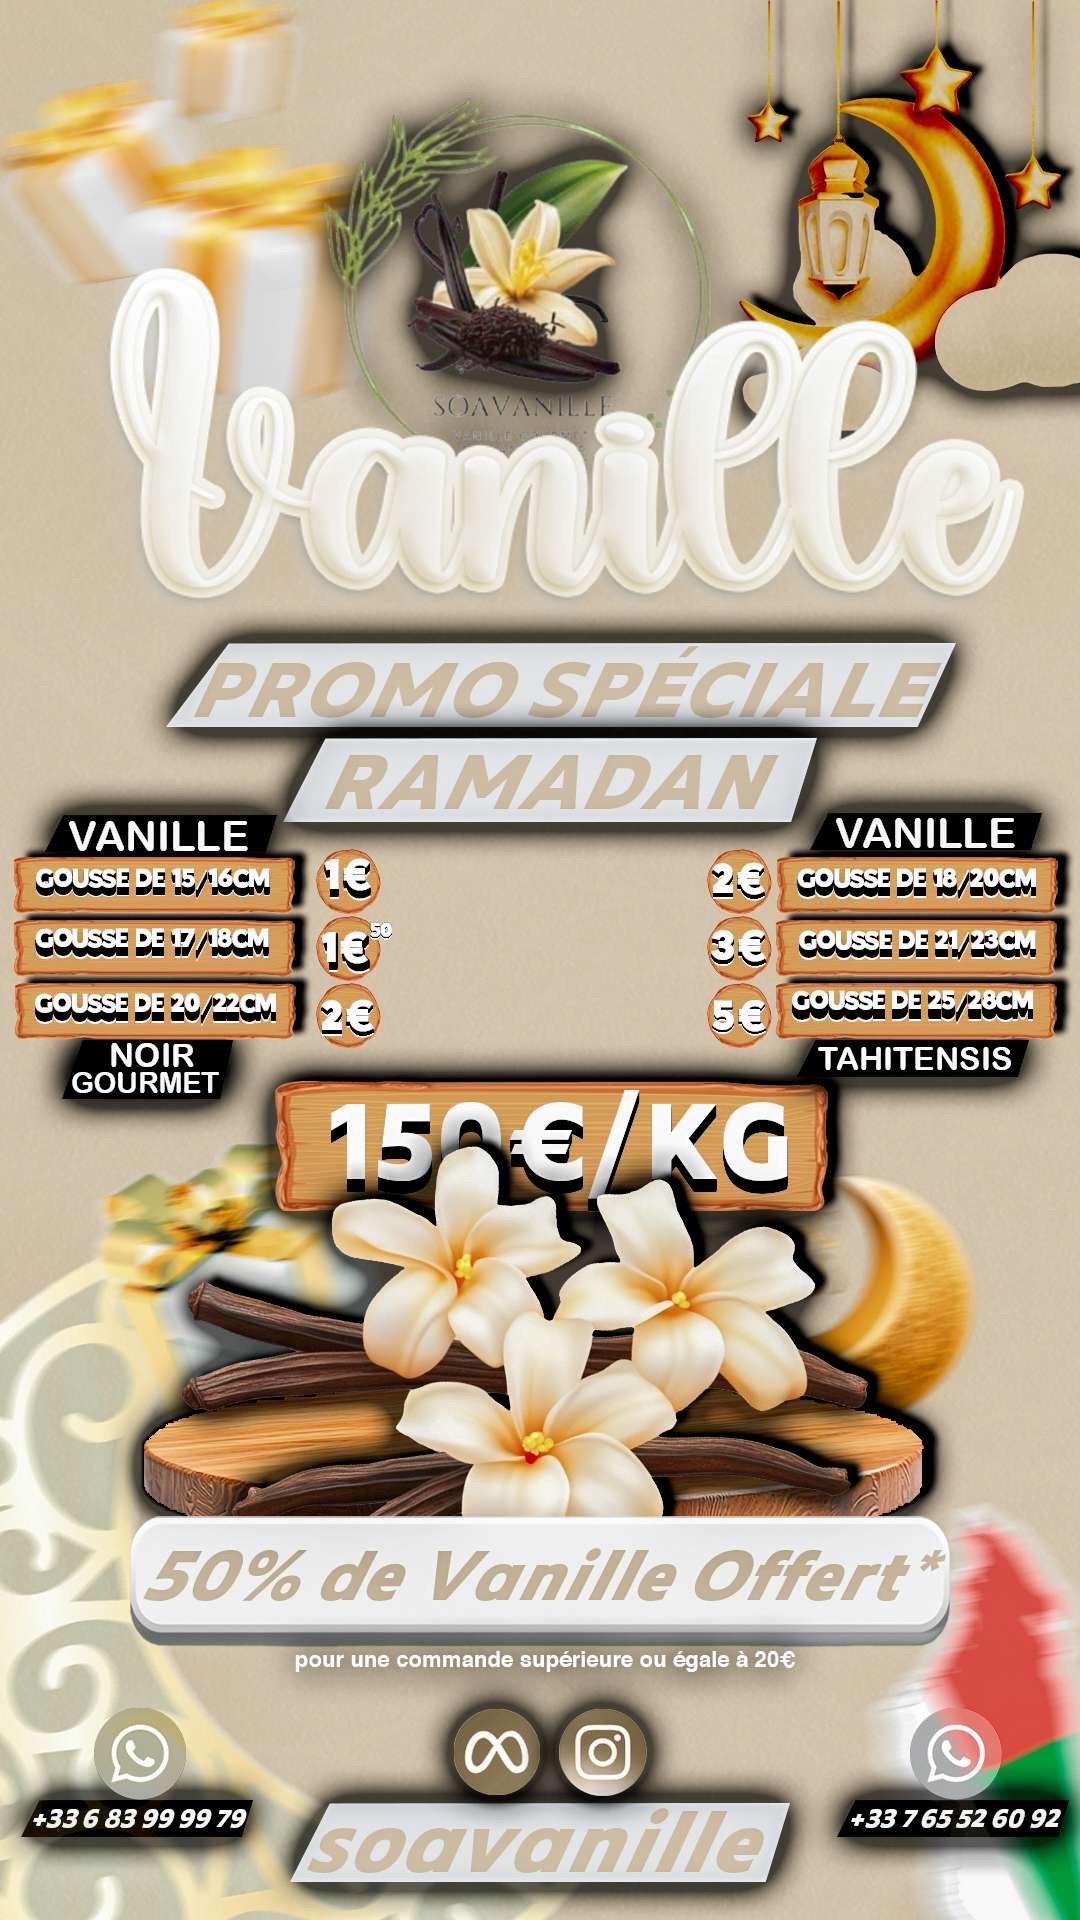 SOAVANILLE
Vanille
PROMO SPÉCIALE
RAMADAN
VANILLE
GOUSSE DE 15/16CM 1€
GOUSSE DE 17/18CM 1€50
GOUSSE DE 20/22CM 2€
NOIR
GOURMET
VANILLE
2€ GOUSSE DE 18/20CM
3€ GOUSSE DE 21/23CM
5€ GOUSSE DE 25/28CM
TAHITENSIS
150€/KG
50% de Vanille Offert*
pour une commande supérieure ou égale à 20€
+33 6 83 99 99 79
soavanille
+33 7 65 52 60 92